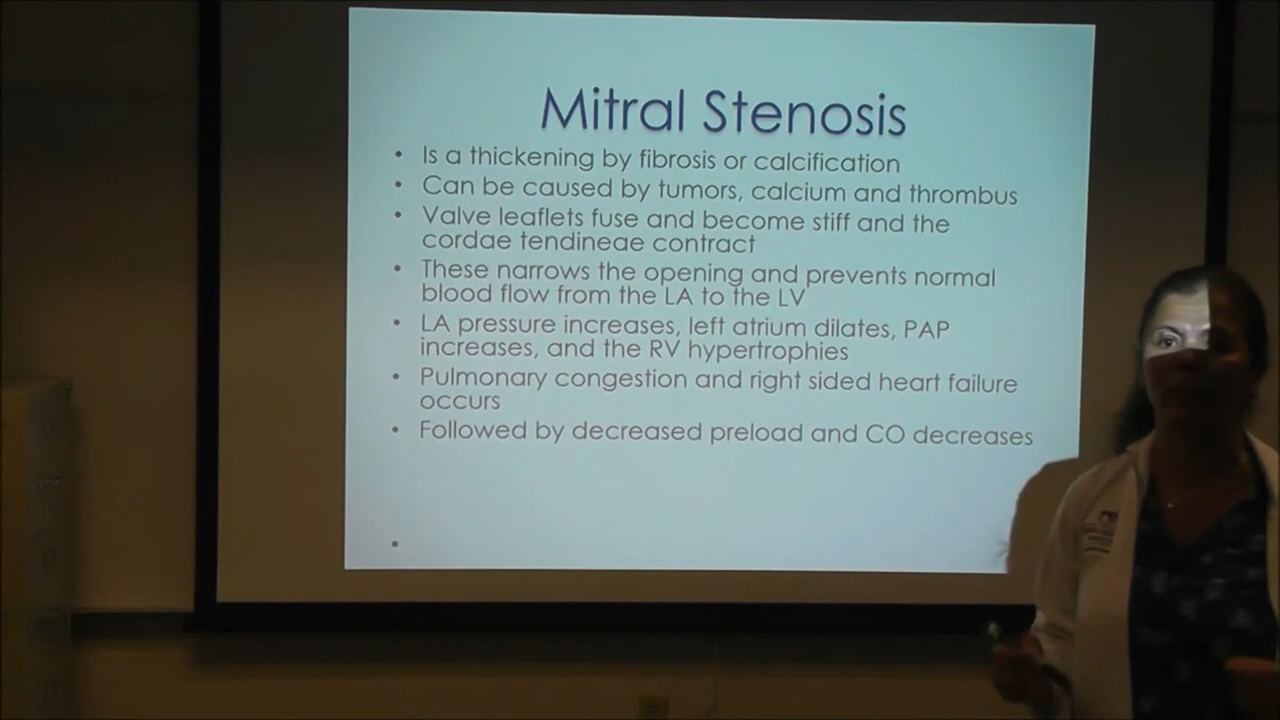 Mitral Stenosis
• Is a thickening by fibrosis or calcification
• Can be caused by tumors, calcium and thrombus
• Valve leaflets fuse and become stiff and the
cordae tendineae contract
• These narrows the opening and prevents normal
blood flow from the LA to the LV
• LA pressure increases, left atrium dilates, PAP
increases, and the RV hypertrophies
• Pulmonary congestion and right sided heart failure
occurs
• Followed by decreased preload and CO decreases
•